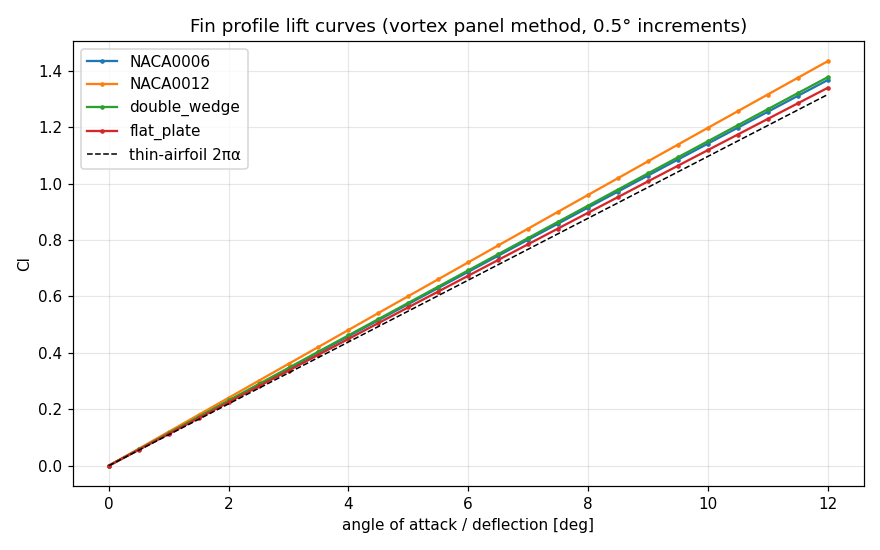 Fin profile lift curves (vortex panel method, 0.5° increments)
NACA0006
NACA0012
double_wedge
flat_plate
thin-airfoil 2πα
Cl
1.4
1.2
1.0
0.8
0.6
0.4
0.2
0.0
0 2 4 6 8 10 12
angle of attack / deflection [deg]